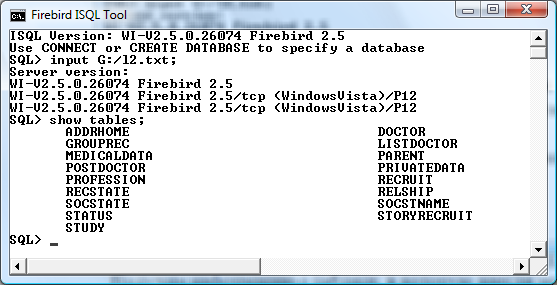 Firebird ISQL Tool
ISQL Version: WI-V2.5.0.26074 Firebird 2.5
Use CONNECT or CREATE DATABASE to specify a database
SQL> input G:/12.txt;
Server version:
WI-V2.5.0.26074 Firebird 2.5
WI-V2.5.0.26074 Firebird 2.5/tcp (WindowsVista)/P12
WI-V2.5.0.26074 Firebird 2.5/tcp (WindowsVista)/P12
SQL> show tables;
ADDRHOME DOCTOR
GROUPREC LISTDOCTOR
MEDICALDATA PARENT
POSTDOCTOR PRIVATEDATA
PROFESSION RECRUIT
RECSTATE RELSHIP
SOCSTATE SOCSTNAME
STATUS STORYRECRUIT
STUDY
SQL> _